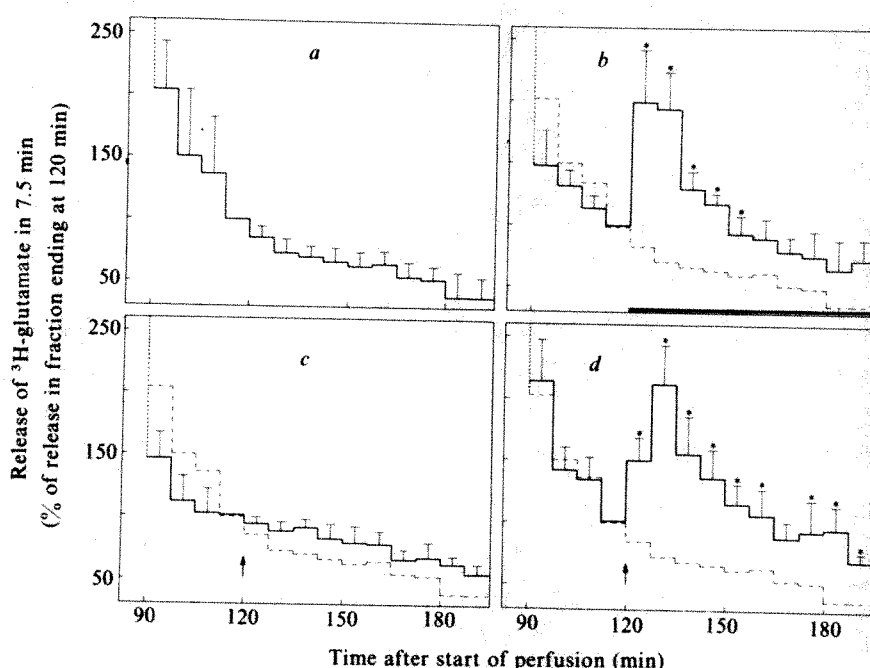 Release of ³H-glutamate in 7.5 min
(% of release in fraction ending at 120 min)
250
150
50
a
b
* * * * *
250
150
50
c
d
* * * * * * * * *
90 120 150 180
90 120 150 180
Time after start of perfusion (min)